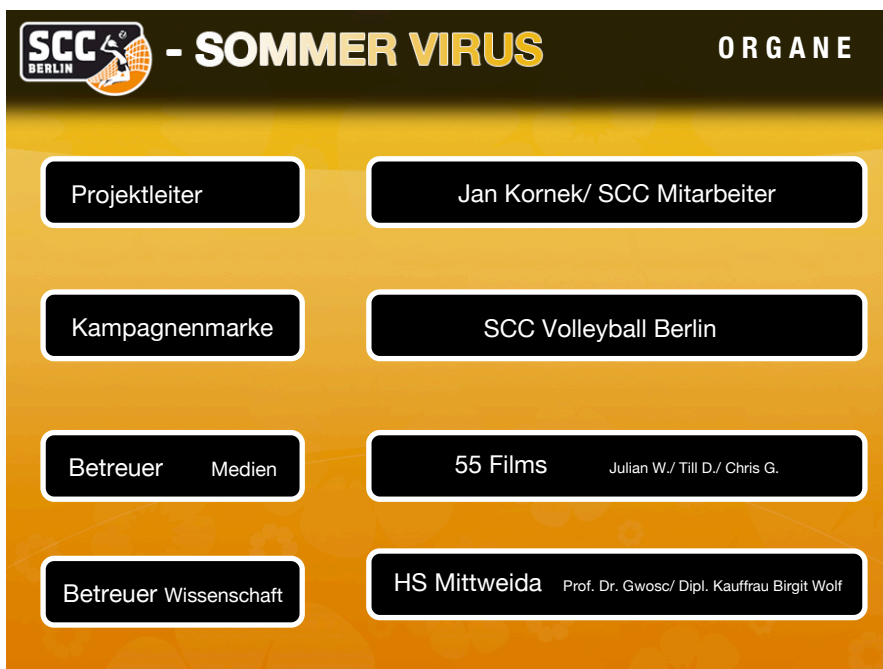 SCC
BERLIN
- SOMMER VIRUS
ORGANE
Projektleiter
Jan Kornek/ SCC Mitarbeiter
Kampagnenmarke
SCC Volleyball Berlin
Betreuer Medien
55 Films Julian W./ Till D./ Chris G.
Betreuer Wissenschaft
HS Mittweida Prof. Dr. Gwosc/ Dipl. Kauffrau Birgit Wolf